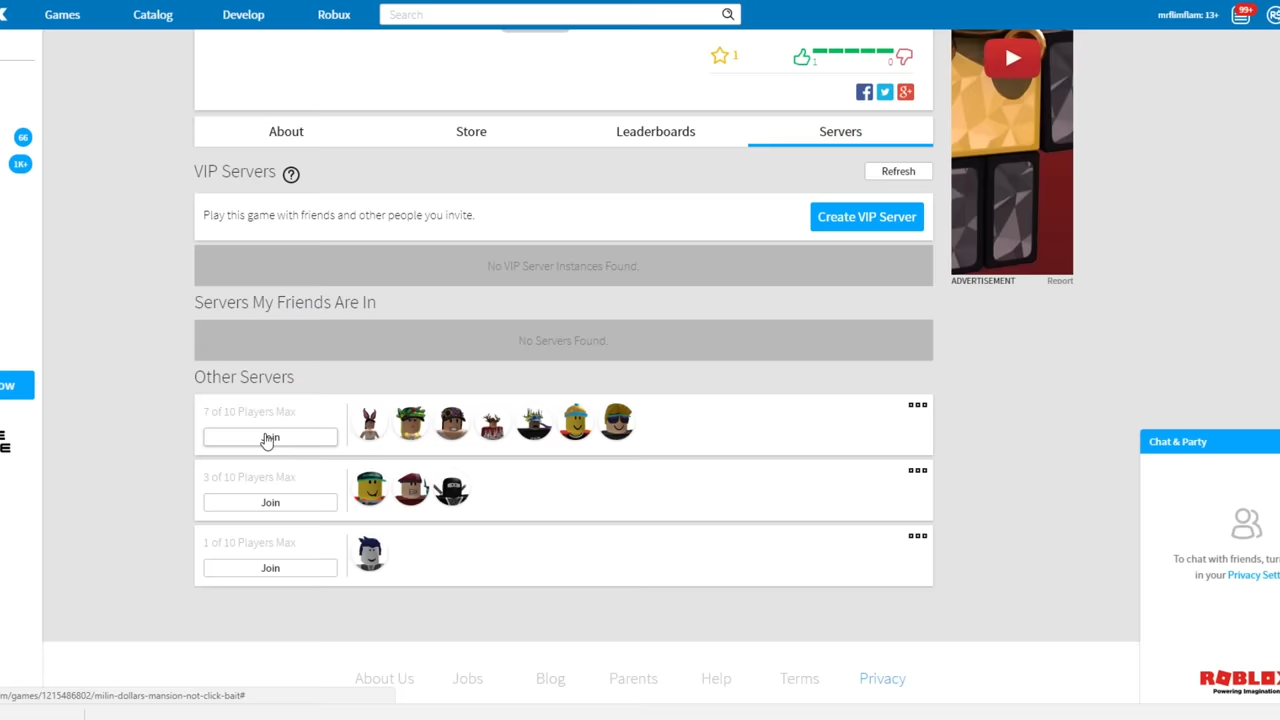 Games Catalog Develop Robux Search mrflimflam: 13+ 99+
1 1 0
66
1K+
About Store Leaderboards Servers
VIP Servers ? Refresh
Play this game with friends and other people you invite. Create VIP Server
No VIP Server Instances Found.
ADVERTISEMENT Report
Servers My Friends Are In
No Servers Found.
Other Servers
7 of 10 Players Max
Join
3 of 10 Players Max
Join
1 of 10 Players Max
Join
Chat & Party
To chat with friends, tur
in your Privacy Sett
About Us Jobs Blog Parents Help Terms Privacy
ROBLOX
Powering Imagination
m/games/1215486802/milin-dollars-mansion-not-click-bait#